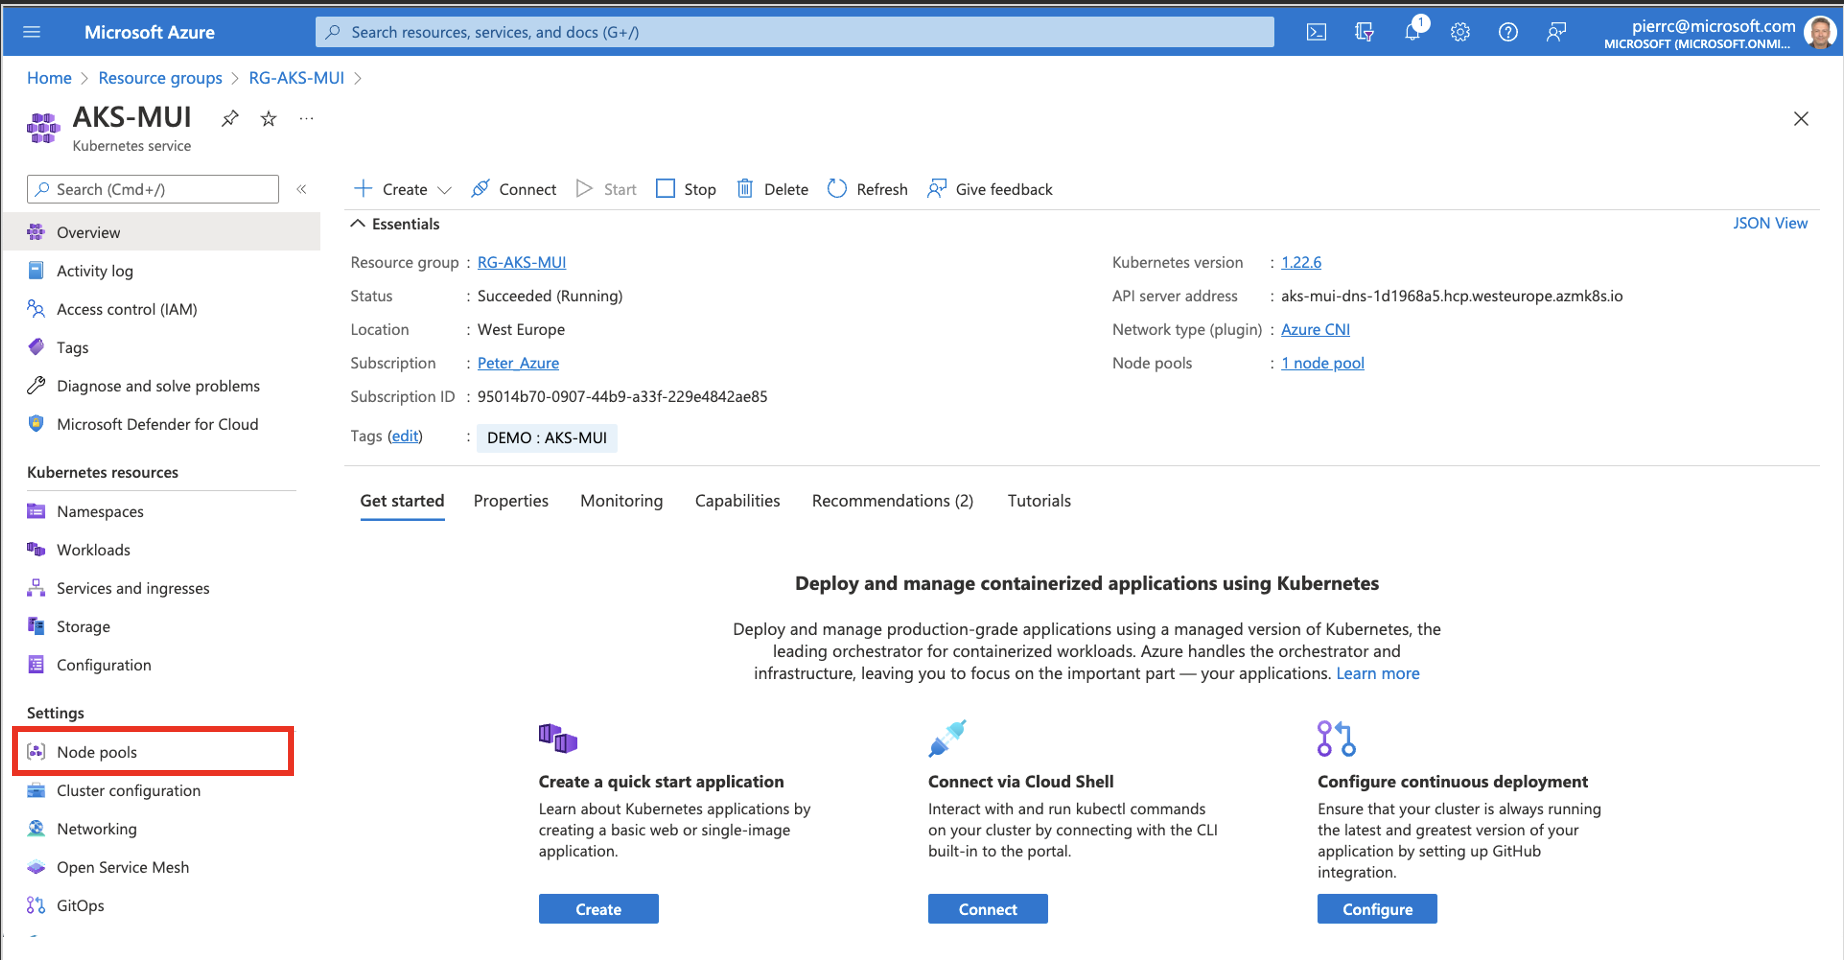 Microsoft Azure
Search resources, services, and docs (G+/)
1
pierrc@microsoft.com
MICROSOFT (MICROSOFT.ONMI...
Home > Resource groups > RG-AKS-MUI >
AKS-MUI
...
Kubernetes service
Search (Cmd+/)
«
Create
Connect
Start
Stop
Delete
Refresh
Give feedback
Overview
Activity log
Access control (IAM)
Tags
Diagnose and solve problems
Microsoft Defender for Cloud
Kubernetes resources
Namespaces
Workloads
Services and ingresses
Storage
Configuration
Settings
Node pools
Cluster configuration
Networking
Open Service Mesh
GitOps
Essentials
JSON View
Resource group : RG-AKS-MUI
Status : Succeeded (Running)
Location : West Europe
Subscription : Peter_Azure
Subscription ID : 95014b70-0907-44b9-a33f-229e4842ae85
Tags (edit) : DEMO : AKS-MUI
Kubernetes version : 1.22.6
API server address : aks-mui-dns-1d1968a5.hcp.westeurope.azmk8s.io
Network type (plugin) : Azure CNI
Node pools : 1 node pool
Get started
Properties
Monitoring
Capabilities
Recommendations (2)
Tutorials
Deploy and manage containerized applications using Kubernetes
Deploy and manage production-grade applications using a managed version of Kubernetes, the
leading orchestrator for containerized workloads. Azure handles the orchestrator and
infrastructure, leaving you to focus on the important part — your applications. Learn more
Create a quick start application
Learn about Kubernetes applications by
creating a basic web or single-image
application.
Create
Connect via Cloud Shell
Interact with and run kubectl commands
on your cluster by connecting with the CLI
built-in to the portal.
Connect
Configure continuous deployment
Ensure that your cluster is always running
the latest and greatest version of your
application by setting up GitHub
integration.
Configure